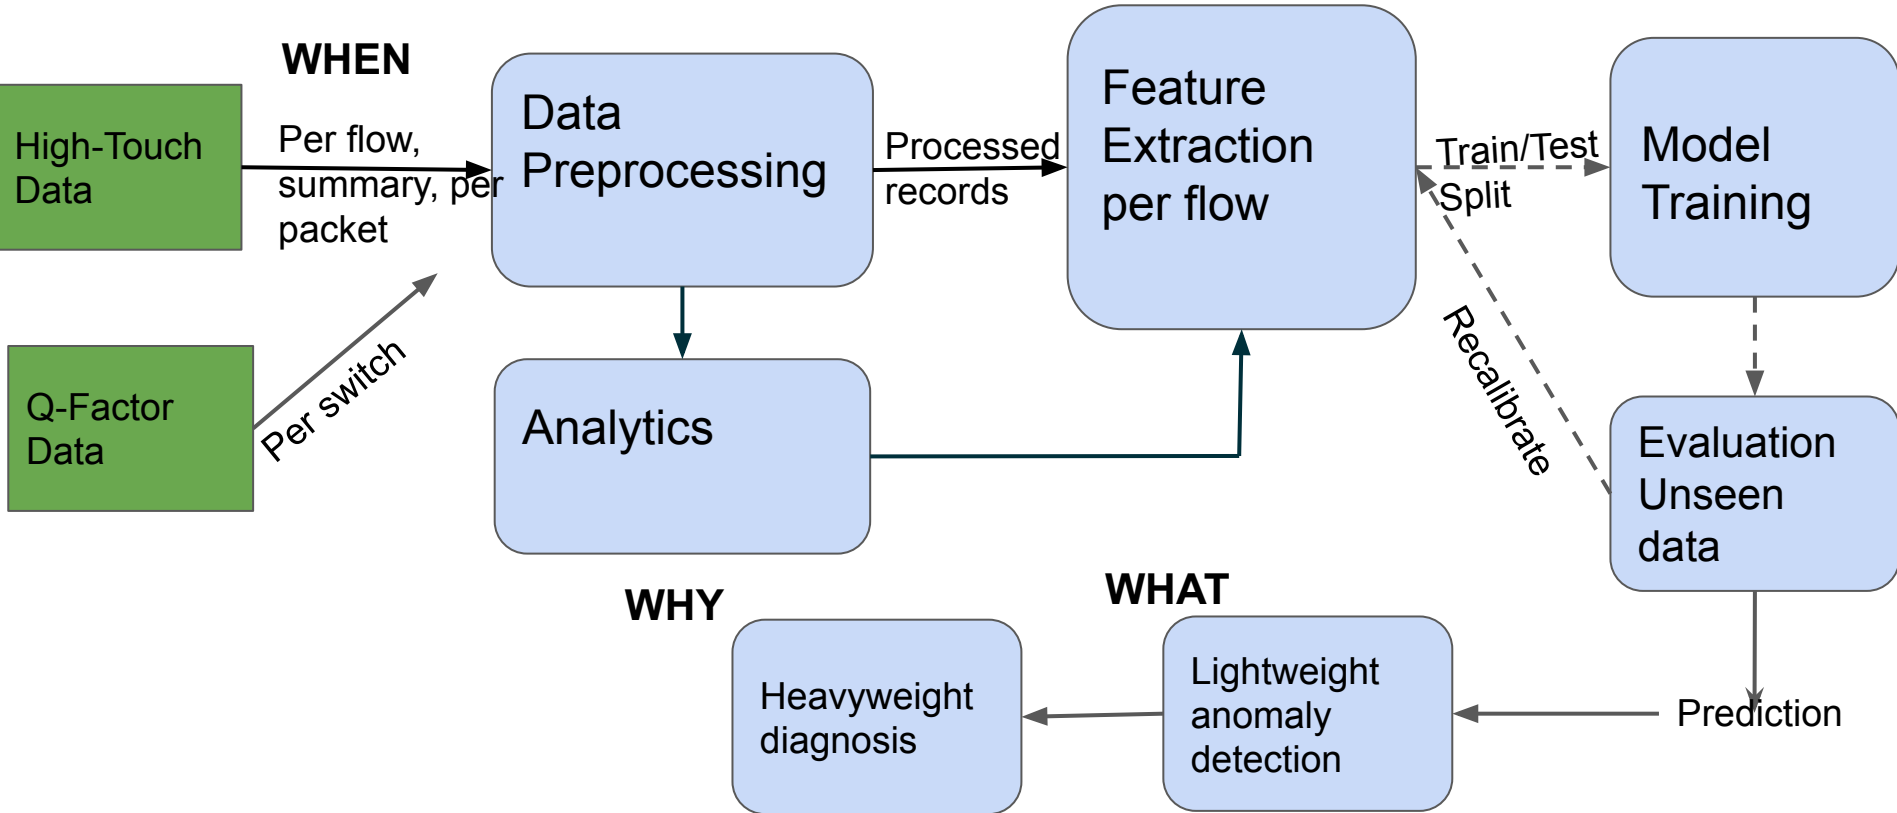 WHEN
High-Touch
Data
Per flow,
summary, per
packet
Data
Preprocessing
Processed
records
Feature
Extraction
per flow
Train/Test
Split
Model
Training
Q-Factor
Data
Per switch
Analytics
Recalibrate
Evaluation
Unseen
data
WHY
WHAT
Heavyweight
diagnosis
Lightweight
anomaly
detection
Prediction